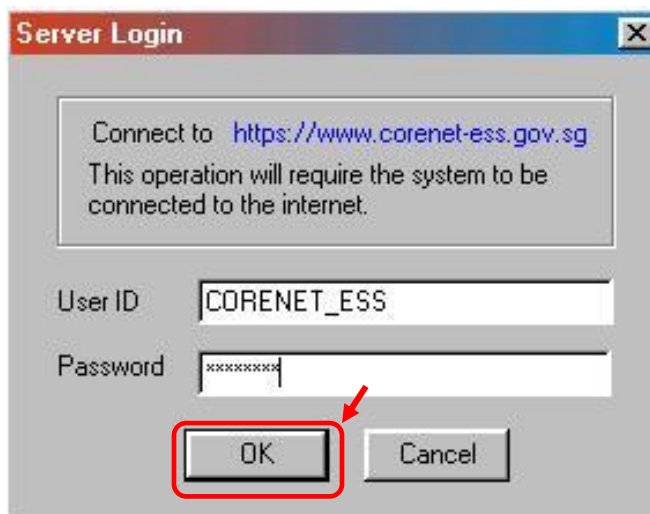 Server Login
Connect to https://www.corenet-ess.gov.sg
This operation will require the system to be
connected to the internet.
User ID CORENET_ESS
Password ********
OK Cancel